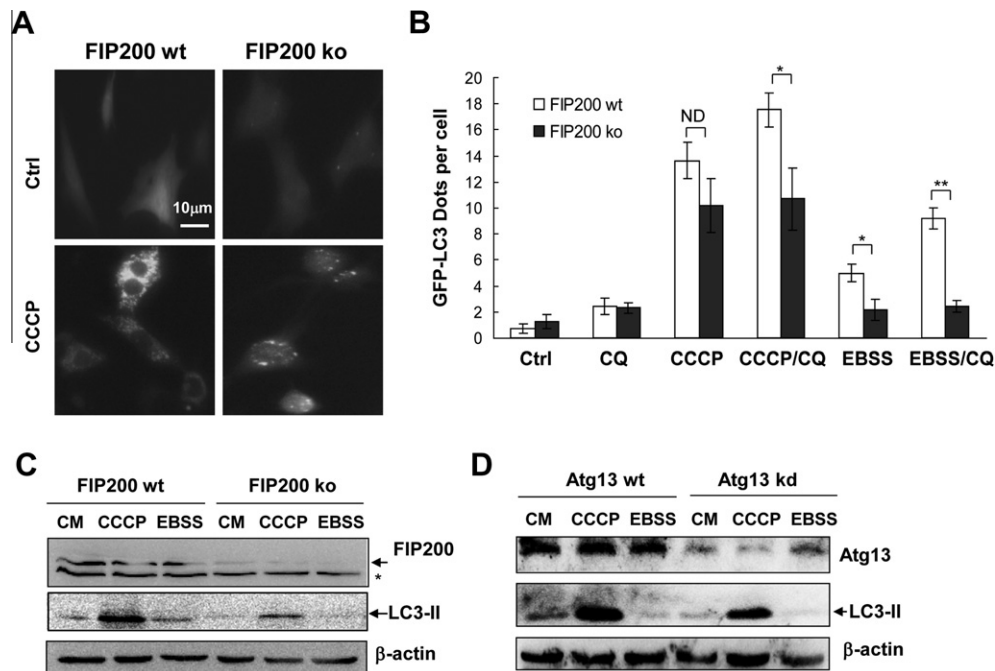 A
FIP200 wt FIP200 ko
Ctrl
10μm
CCCP
B
GFP-LC3 Dots per cell
20
18
16
14
12
10
8
6
4
2
0
FIP200 wt
FIP200 ko
ND
*
*
**
Ctrl CQ CCCP CCCP/CQ EBSS EBSS/CQ
C
FIP200 wt FIP200 ko
CM CCCP EBSS CM CCCP EBSS
FIP200
*
LC3-II
β-actin
D
Atg13 wt Atg13 kd
CM CCCP EBSS CM CCCP EBSS
Atg13
LC3-II
β-actin